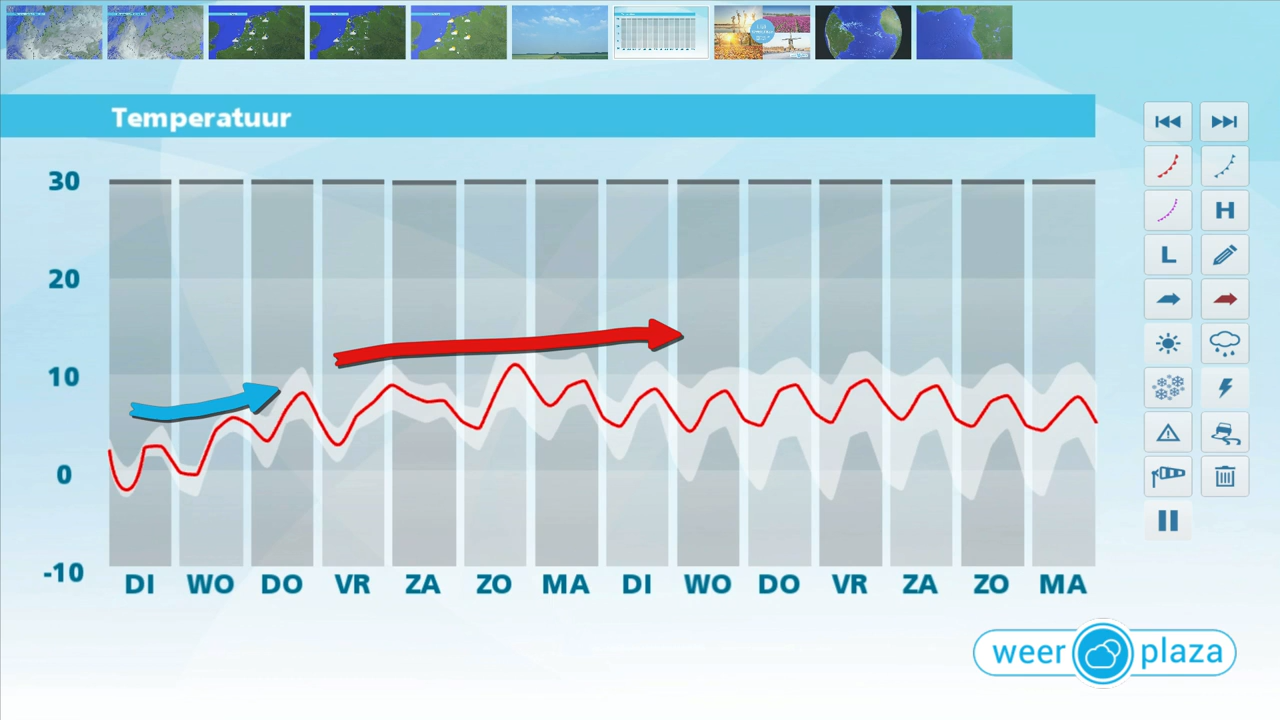 Temperatuur
30
20
10
0
-10
DI WO DO VR ZA ZO MA DI WO DO VR ZA ZO MA
H
L
weer plaza